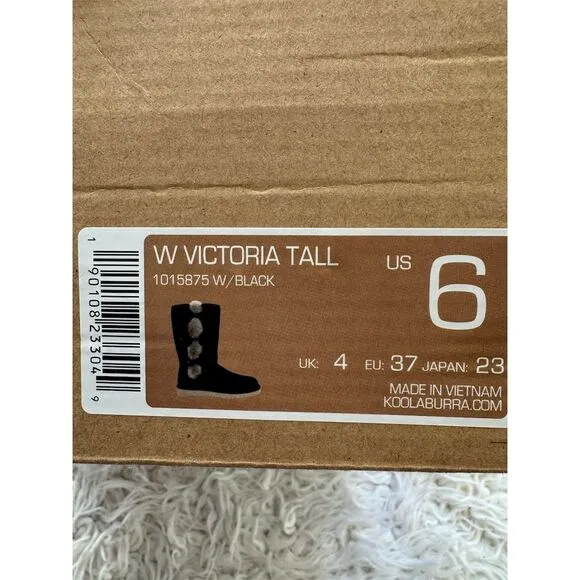 W VICTORIA TALL
1015875 W/BLACK
US 6
UK: 4 EU: 37 JAPAN: 23
MADE IN VIETNAM
KOOLABURRA.COM
1 90108 23304 9